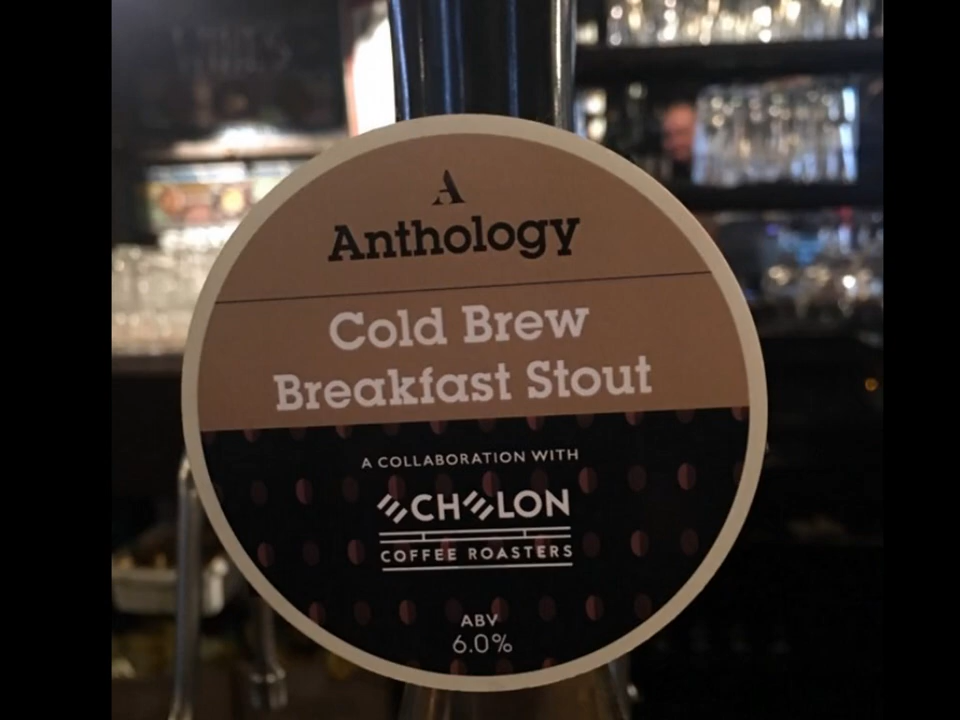 A
Anthology
Cold Brew
Breakfast Stout
A COLLABORATION WITH
ECHELON
COFFEE ROASTERS
ABV
6.0%